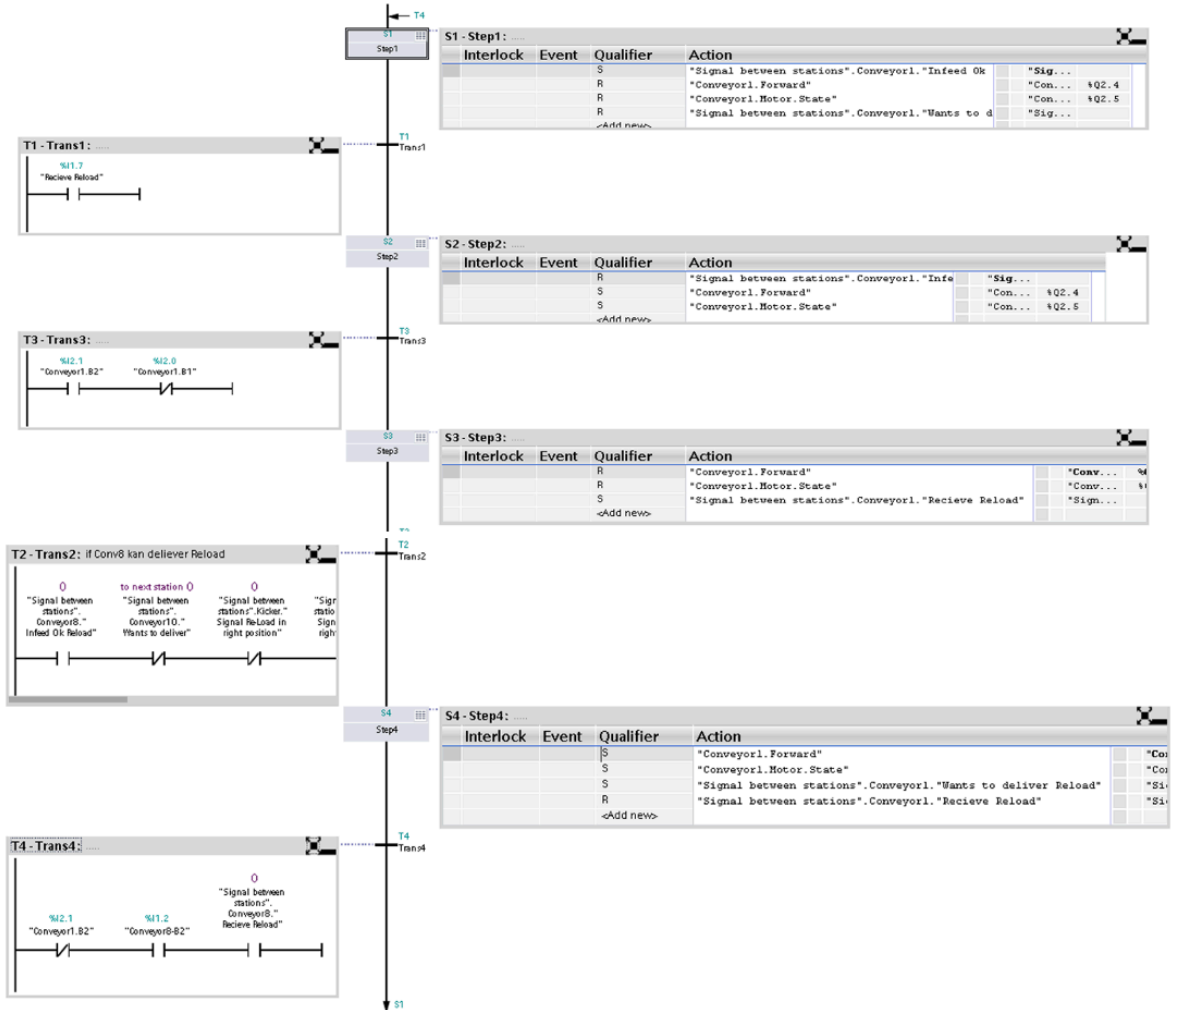 T4
S1
Step1
S1 - Step1: .....
Interlock Event Qualifier Action
S "Signal between stations".Conveyor1."Infeed Ok "Sig...
R "Conveyor1.Forward" "Con... %Q2.4
R "Conveyor1.Motor.State" "Con... %Q2.5
R "Signal between stations".Conveyor1."Wants to d "Sig...
<Add new>
T1 - Trans1: .....
%I1.7
"Recieve Reload"
T1
Trans1
S2
Step2
S2 - Step2: .....
Interlock Event Qualifier Action
R "Signal between stations".Conveyor1."Infe "Sig...
S "Conveyor1.Forward" "Con... %Q2.4
S "Conveyor1.Motor.State" "Con... %Q2.5
<Add new>
T3 - Trans3: .....
%I2.1 %I2.0
"Conveyor1.B2" "Conveyor1.B1"
T3
Trans3
S3
Step3
S3 - Step3: .....
Interlock Event Qualifier Action
R "Conveyor1.Forward" "Conv...
R "Conveyor1.Motor.State" "Conv...
S "Signal between stations".Conveyor1."Recieve Reload" "Sign...
<Add new>
T2 - Trans2: if Conv8 kan deliever Reload
T2
Trans2
() to next station () ()
"Signal between "Signal between "Signal between "Sigr
stations". stations". stations".Kicker." statio
Conveyor8." Conveyor10." Signal Re-Load in Sign
Infeed Ok Reload" Wants to deliver" right position" righ
S4
Step4
S4 - Step4: .....
Interlock Event Qualifier Action
S "Conveyor1.Forward" "Co
S "Conveyor1.Motor.State" "Co
S "Signal between stations".Conveyor1."Wants to deliver Reload" "Si
R "Signal between stations".Conveyor1."Recieve Reload" "Si
<Add new>
T4 - Trans4: .....
T4
Trans4
()
"Signal between
stations".
Conveyor8."
Recieve Reload"
%I2.1 %I1.2
"Conveyor1.B2" "Conveyor8-B2"
S1